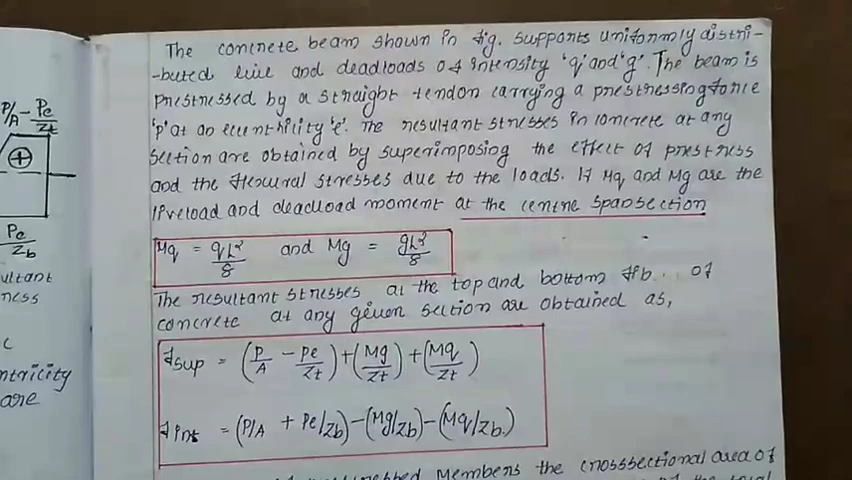 P/A - Pe/Zt
Pe/Zb
ultant
ness
c
ntricity
are
The concrete beam shown in fig. supports uniformly distri-
-buted live and deadloads of intensity 'q' and 'g'. The beam is
prestressed by a straight tendon carrying a prestressing force
'p' at an eccentricity 'e'. The resultant stresses in concrete at any
section are obtained by superimposing the effect of prestress
and the flexural stresses due to the loads. If Mq and Mg are the
liveload and deadload moment at the centre span section
Mq = qL²/8 and Mg = gL²/8
The resultant stresses at the top and bottom fib. of
concrete at any given section are obtained as,
fsup = (P/A - Pe/Zt) + (Mg/Zt) + (Mq/Zt)
finf = (P/A + Pe/Zb) - (Mg/Zb) - (Mq/Zb.)
members the crosssectional area of